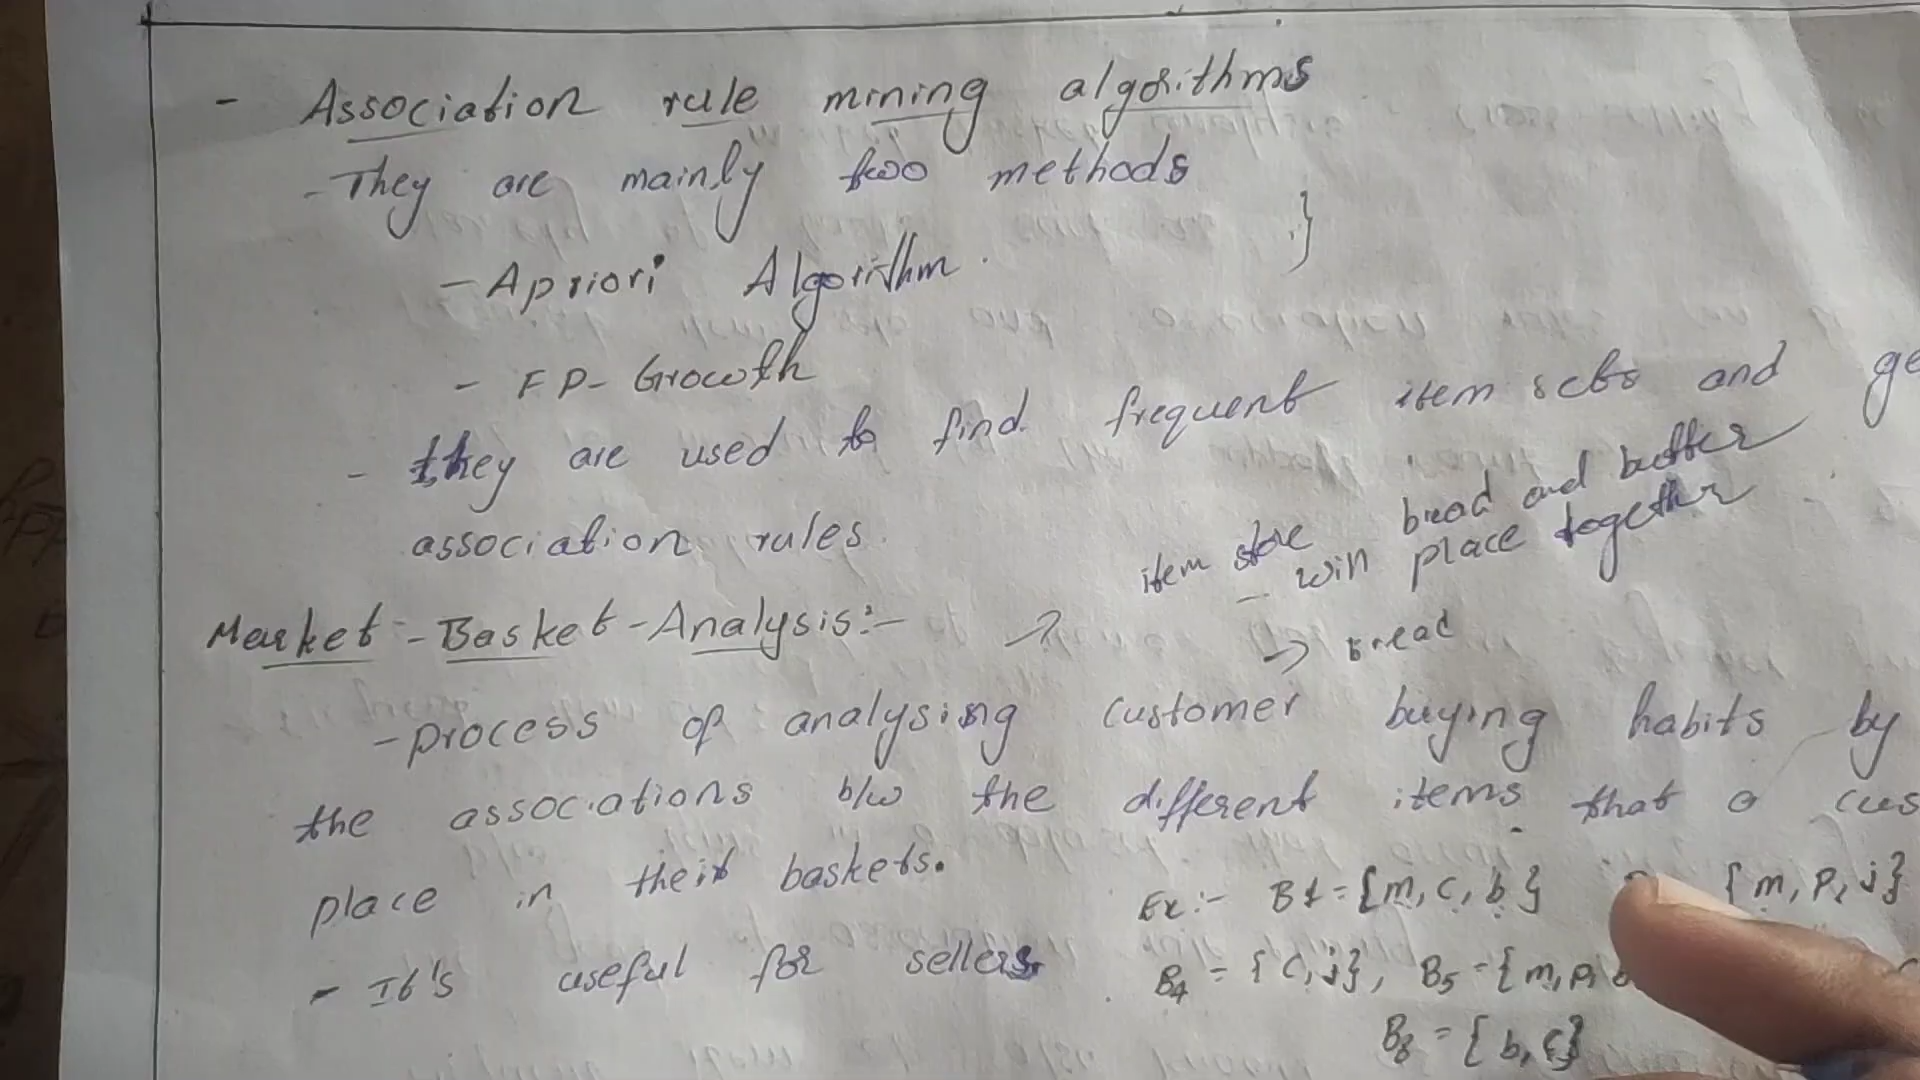 - Association rule mining algorithms
- They are mainly two methods
}
- Apriori Algorithm.
- FP-Growth
- they are used to find frequent item sets and ge
association rules.
item store bread and butter
- will place together
Market-Basket-Analysis:- →
→ Bread
- process of analysing customer buying habits by
the associations b/w the different items that a cus
place in their baskets.
- It's useful for sellers.
Ex:- B1={m,c,b} {m,p,j}
B4 = {c,j}, B5={m,p,
B8 = {b,c}